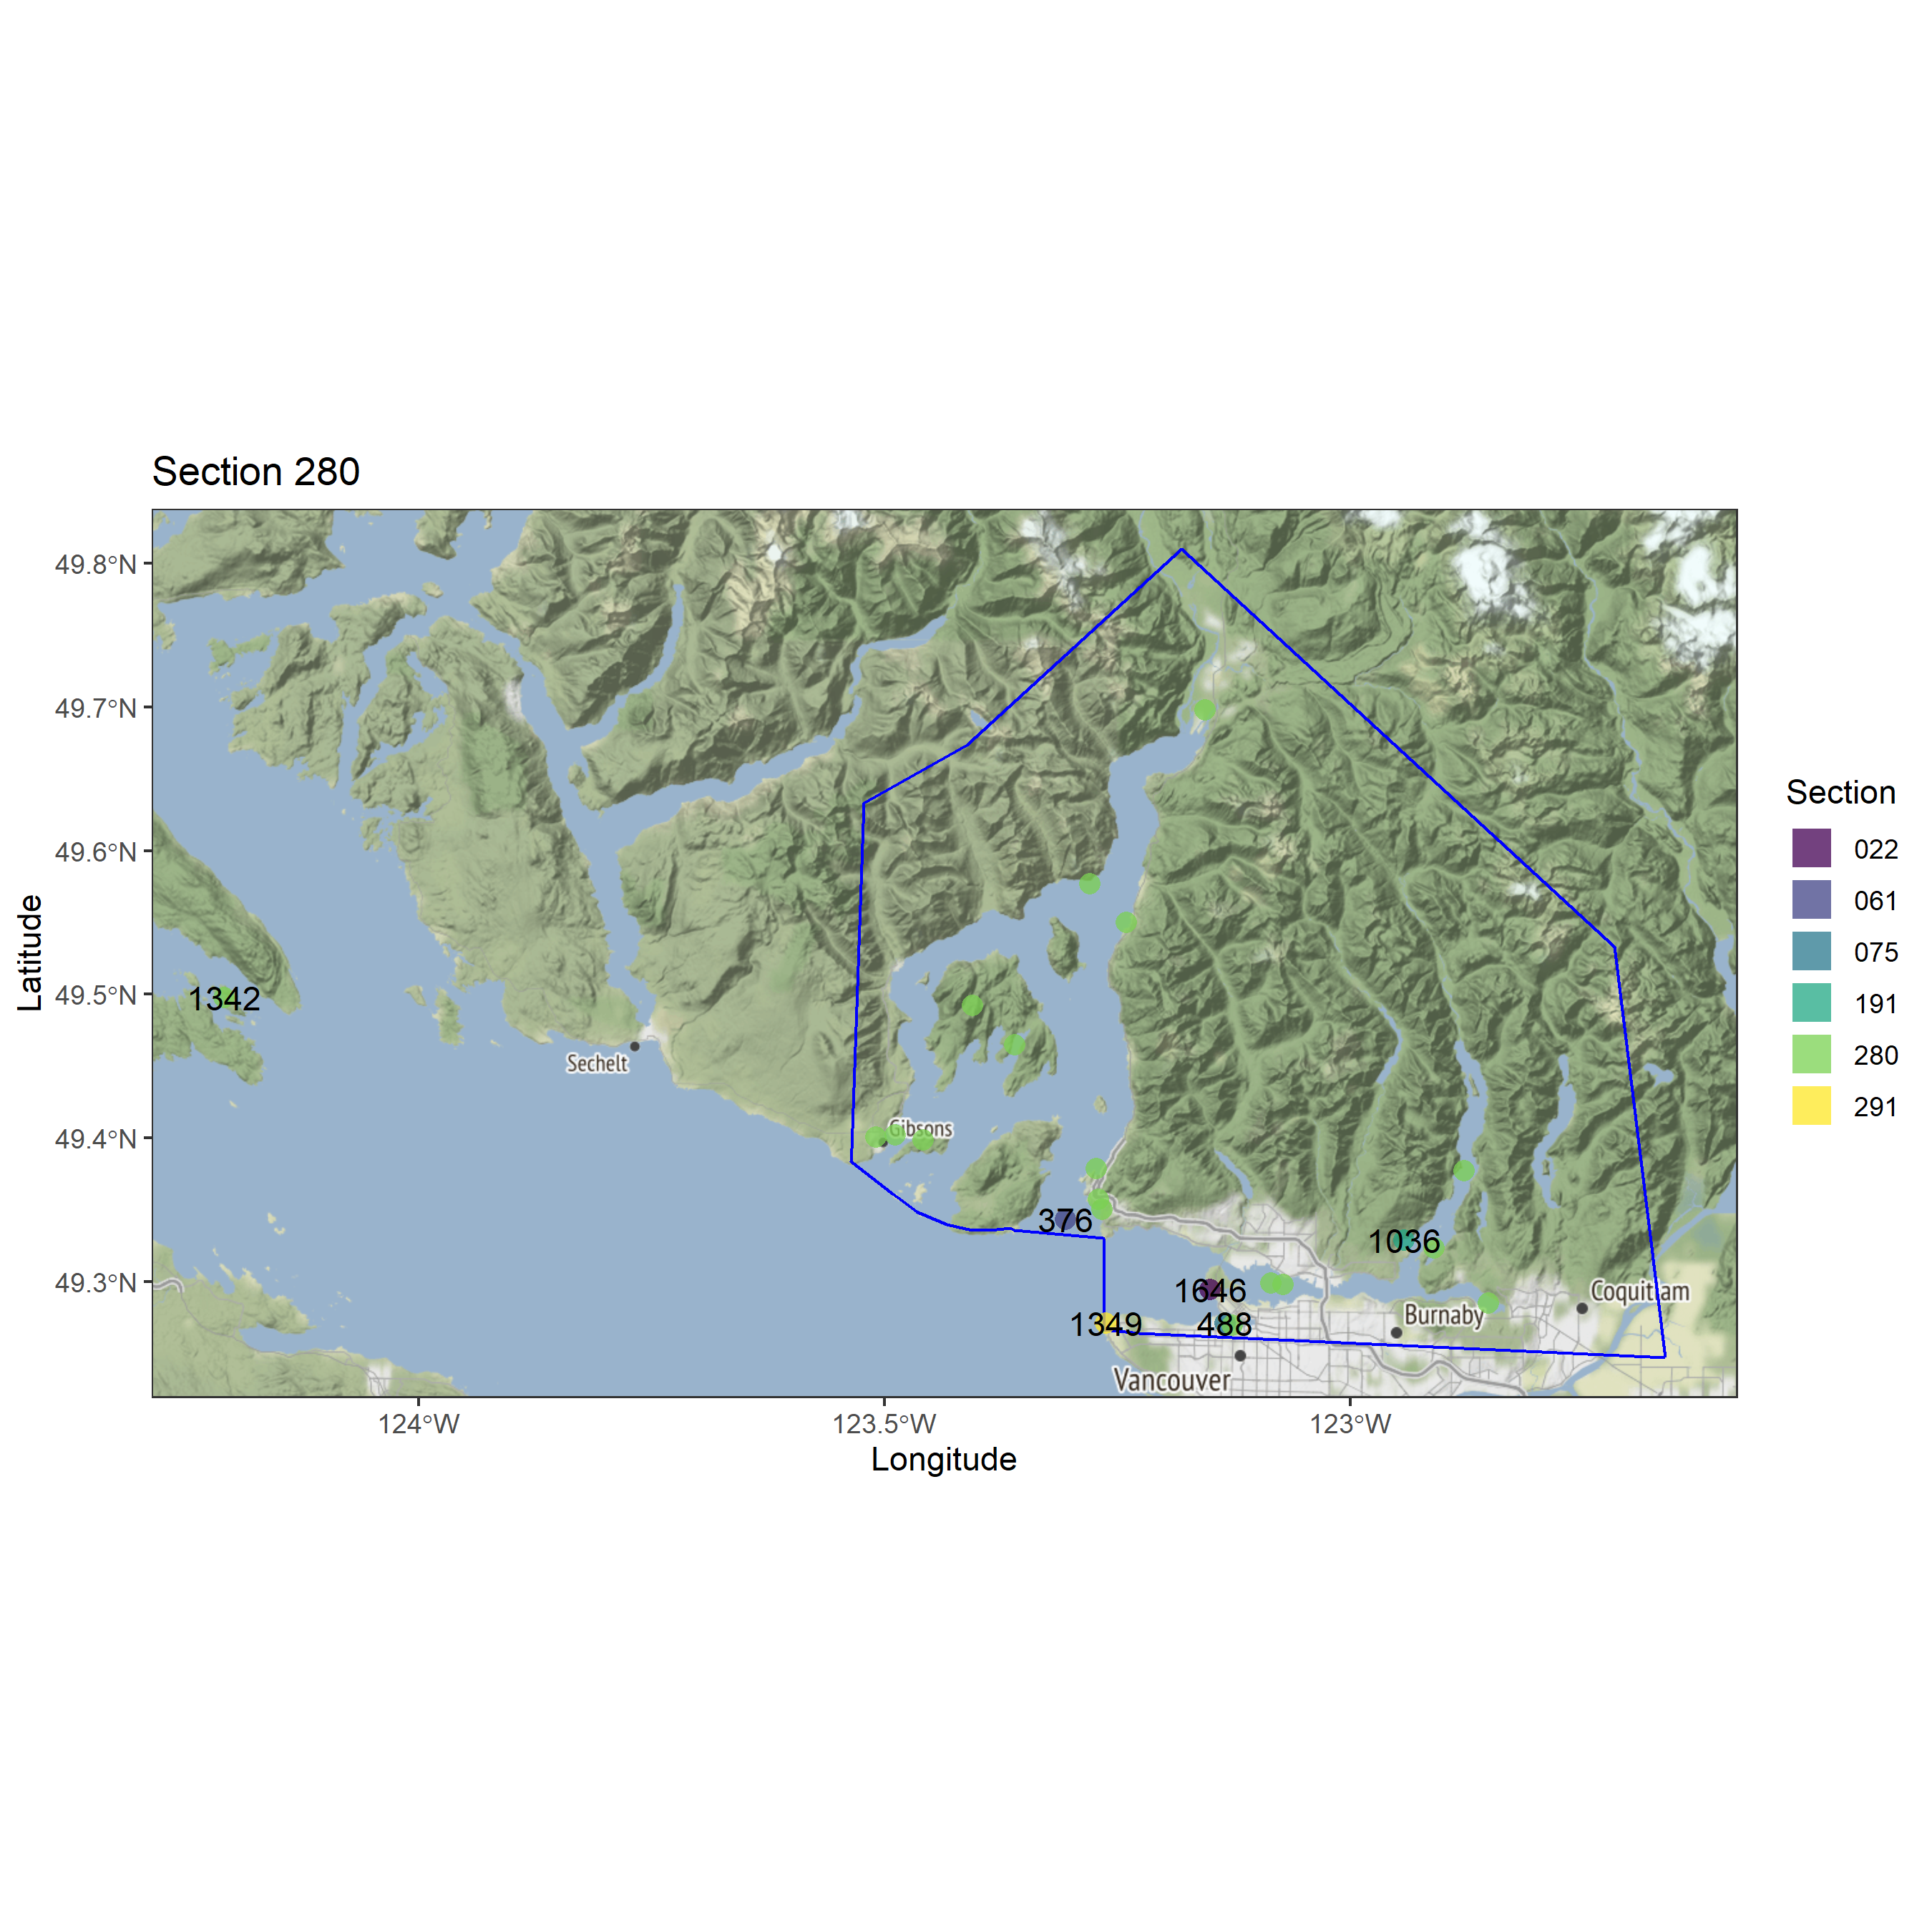 Section 280
49.8°N
49.7°N
49.6°N
49.5°N
49.4°N
49.3°N
Latitude
1342
Sechelt
Gibsons
376
1036
1646
1349
488
Coquitlam
Burnaby
Vancouver
124°W
123.5°W
123°W
Longitude
Section
022
061
075
191
280
291